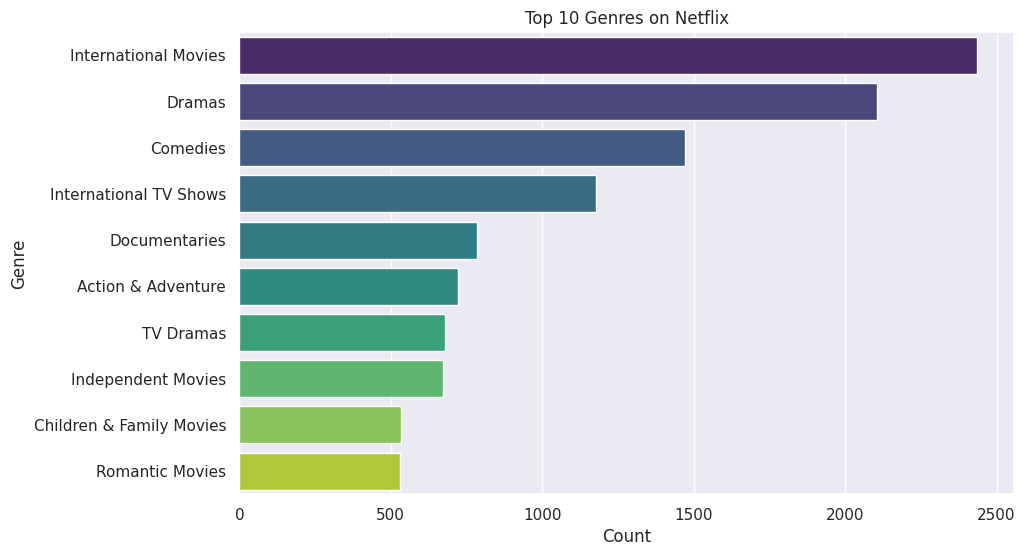 Top 10 Genres on Netflix
International Movies
Dramas
Comedies
International TV Shows
Documentaries
Action & Adventure
TV Dramas
Independent Movies
Children & Family Movies
Romantic Movies
Genre
0 500 1000 1500 2000 2500
Count